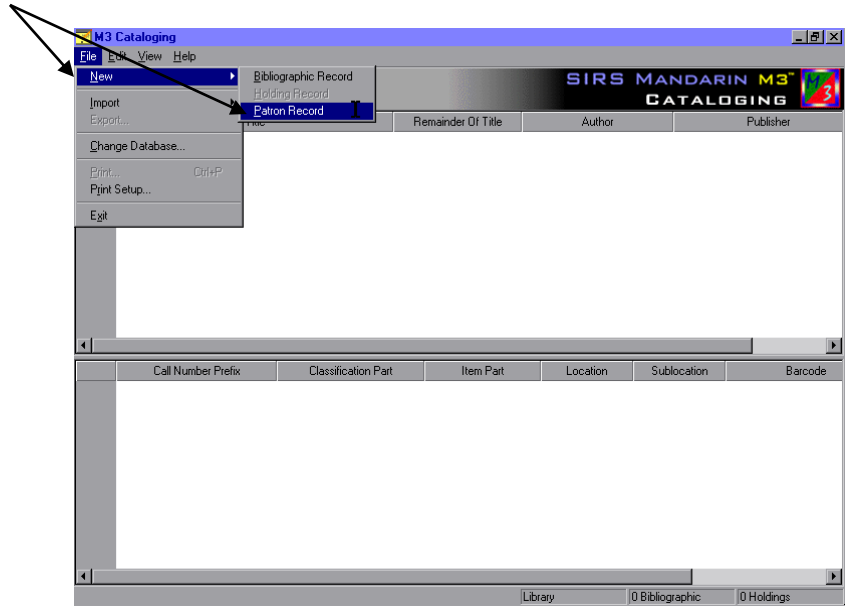 M3 Cataloging
File Edit View Help
New
Import
Export...
Change Database...
Print... Ctrl+P
Print Setup...
Exit
Bibliographic Record
Holding Record
Patron Record
SIRS MANDARIN M3™
CATALOGING
M3
Title Remainder Of Title Author Publisher
Call Number Prefix Classification Part Item Part Location Sublocation Barcode
Library 0 Bibliographic 0 Holdings